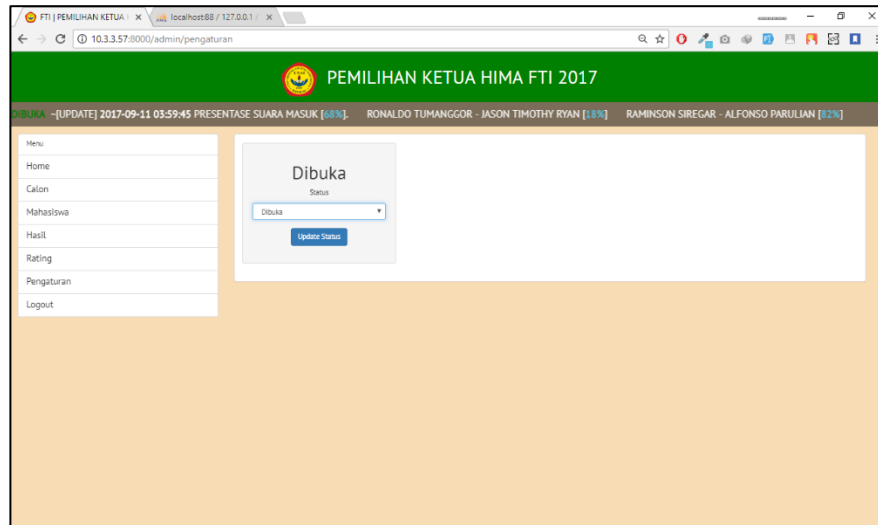 FTI | PEMILIHAN KETUA
localhost:88 / 127.0.0.1 /
10.3.3.57:8000/admin/pengaturan
PEMILIHAN KETUA HIMA FTI 2017
DIBUKA ~[UPDATE] 2017-09-11 03:59:45 PRESENTASE SUARA MASUK [68%]. RONALDO TUMANGGOR - JASON TIMOTHY RYAN [18%] RAMINSON SIREGAR - ALFONSO PARULIAN [82%]
Menu
Home
Calon
Mahasiswa
Hasil
Rating
Pengaturan
Logout
Dibuka
Status
Dibuka
Update Status